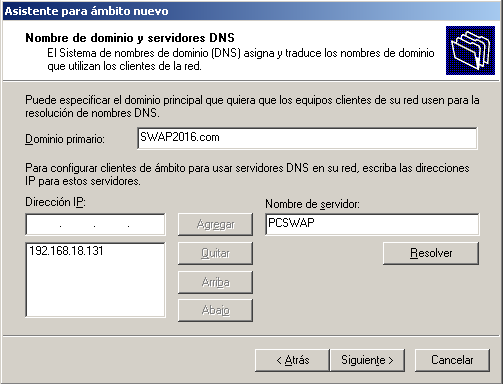 Asistente para ámbito nuevo
Nombre de dominio y servidores DNS
El Sistema de nombres de dominio (DNS) asigna y traduce los nombres de dominio
que utilizan los clientes de la red.
Puede especificar el dominio principal que quiera que los equipos clientes de su red usen para la
resolución de nombres DNS.
Dominio primario: SWAP2016.com
Para configurar clientes de ámbito para usar servidores DNS en su red, escriba las direcciones
IP para estos servidores.
Dirección IP: Nombre de servidor:
. . . Agregar PCSWAP
192.168.18.131 Quitar Resolver
Arriba
Abajo
< Atrás Siguiente > Cancelar